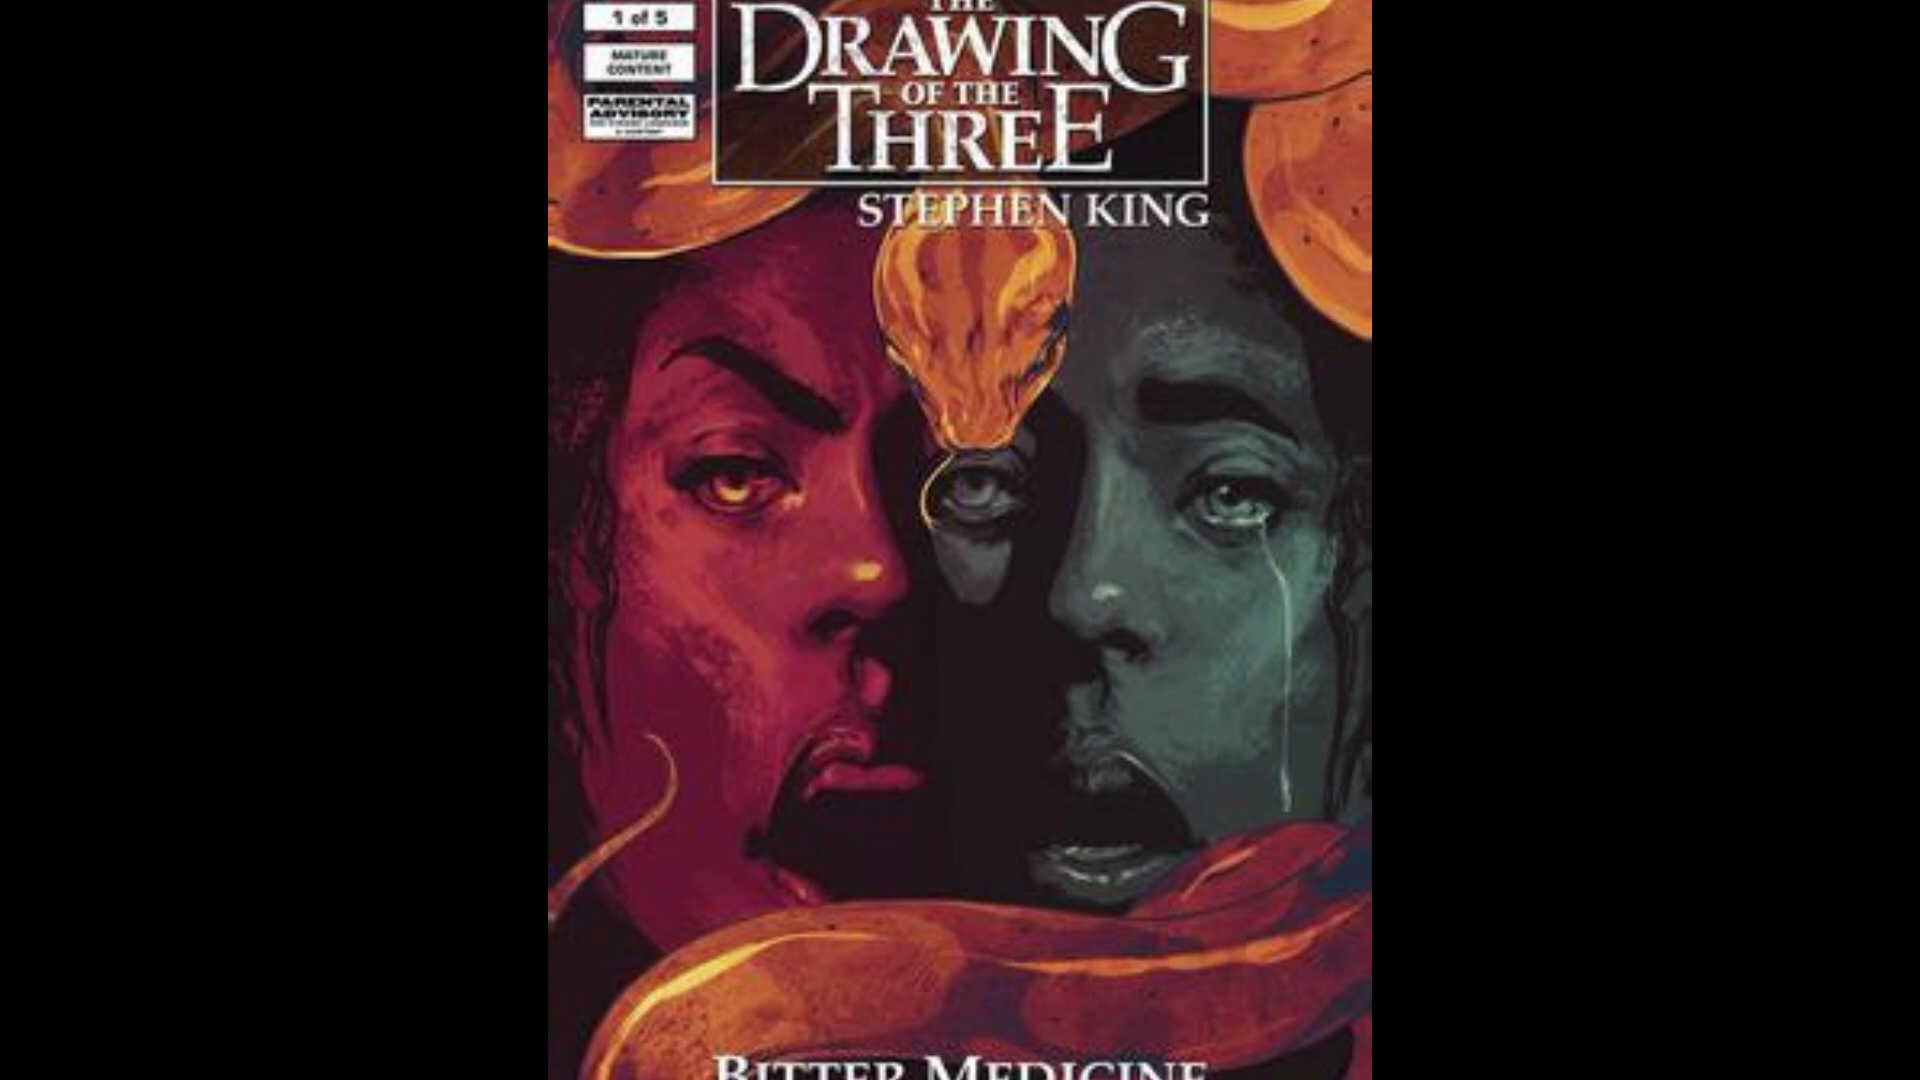 1 of 5
MATURE
CONTENT
PARENTAL
ADVISORY
THE
DRAWING
OF THE
THREE
STEPHEN KING
BITTER MEDICINE